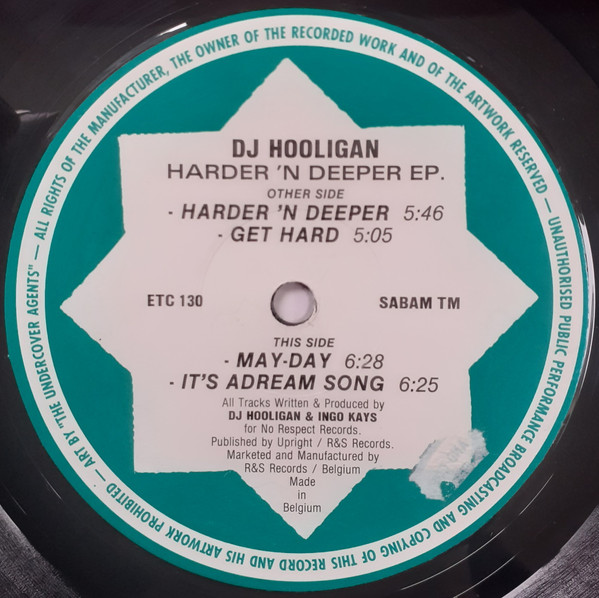 ALL RIGHTS OF THE MANUFACTURER, THE OWNER OF THE RECORDED WORK AND OF THE ARTWORK RESERVED — UNAUTHORISED PUBLIC PERFORMANCE BROADCASTING AND COPYING OF THIS RECORD AND HIS ARTWORK PROHIBITED — ART BY "THE UNDERCOVER AGENTS" —
DJ HOOLIGAN
HARDER 'N DEEPER EP.
OTHER SIDE
- HARDER 'N DEEPER 5:46
- GET HARD 5:05
ETC 130 SABAM TM
THIS SIDE
- MAY-DAY 6:28
- IT'S ADREAM SONG 6:25
All Tracks Written & Produced by
DJ HOOLIGAN & INGO KAYS
for No Respect Records.
Published by Upright / R&S Records.
Marketed and Manufactured by
R&S Records / Belgium
Made
in
Belgium